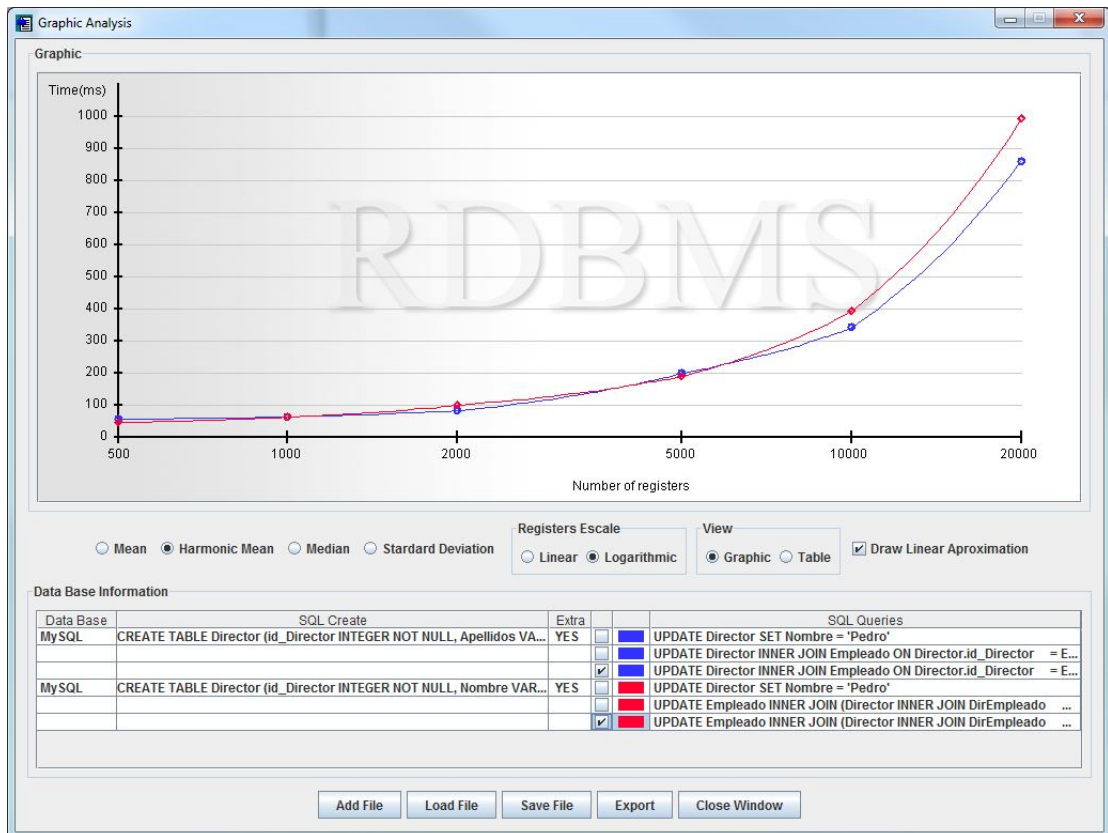 Graphic Analysis
Graphic
Time(ms)
1000
900
800
700
600
500
400
300
200
100
0
RDBMS
500 1000 2000 5000 10000 20000
Number of registers
Mean Harmonic Mean Median Stardard Deviation
Registers Escale
Linear Logarithmic
View
Graphic Table
Draw Linear Aproximation
Data Base Information
Data Base SQL Create Extra SQL Queries
MySQL CREATE TABLE Director (id_Director INTEGER NOT NULL, Apellidos VA... YES UPDATE Director SET Nombre = 'Pedro'
UPDATE Director INNER JOIN Empleado ON Director.id_Director = E...
UPDATE Director INNER JOIN Empleado ON Director.id_Director = E...
MySQL CREATE TABLE Director (id_Director INTEGER NOT NULL, Nombre VAR... YES UPDATE Director SET Nombre = 'Pedro'
UPDATE Empleado INNER JOIN (Director INNER JOIN DirEmpleado ...
UPDATE Empleado INNER JOIN (Director INNER JOIN DirEmpleado ...
Add File Load File Save File Export Close Window